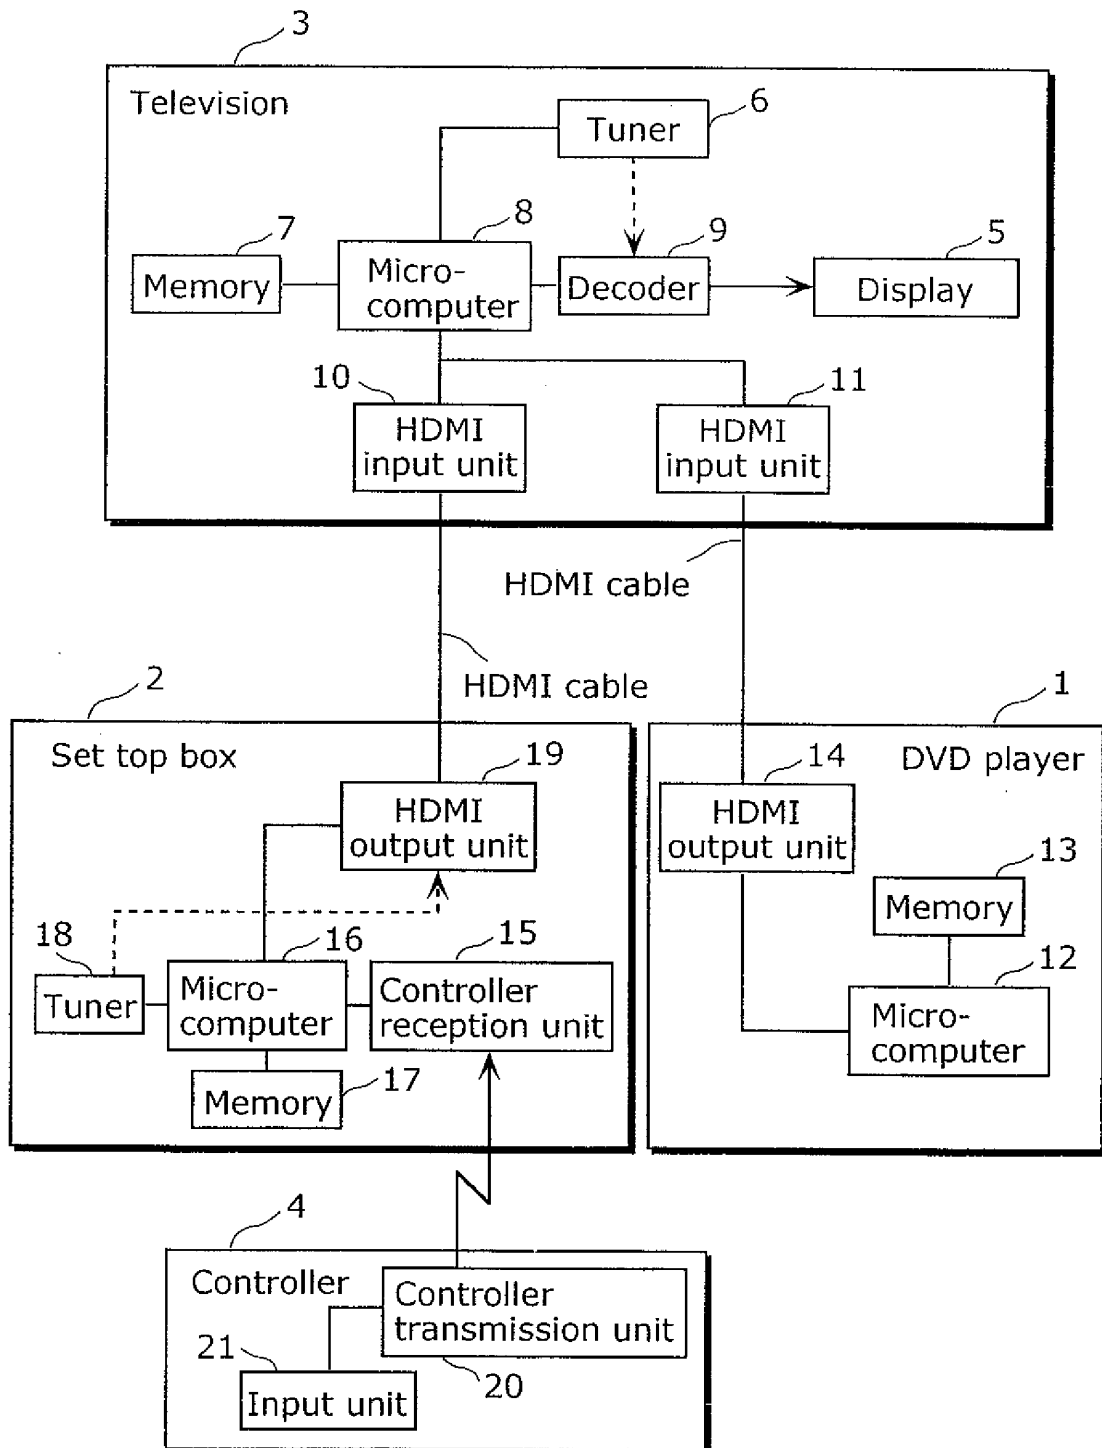 3
Television
6
Tuner
7
8
9
5
Memory
Micro-
computer
Decoder
Display
10
11
HDMI
input unit
HDMI
input unit
HDMI cable
HDMI cable
2
1
Set top box
19
14
DVD player
HDMI
output unit
HDMI
output unit
13
Memory
18
16
15
12
Tuner
Micro-
computer
Controller
reception unit
Micro-
computer
17
Memory
4
Controller
Controller
transmission unit
21
20
Input unit